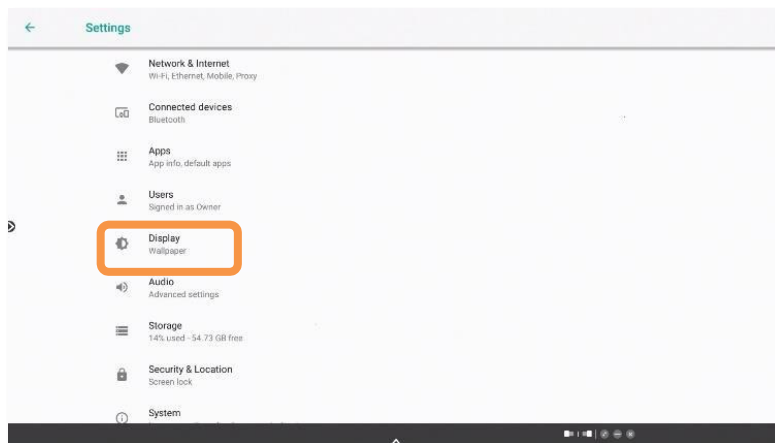 Settings
Network & Internet
Wi-Fi, Ethernet, Mobile, Proxy
Connected devices
Bluetooth
Apps
App info, default apps
Users
Signed in as Owner
Display
Wallpaper
Audio
Advanced settings
Storage
14% used - 54.73 GB free
Security & Location
Screen lock
System